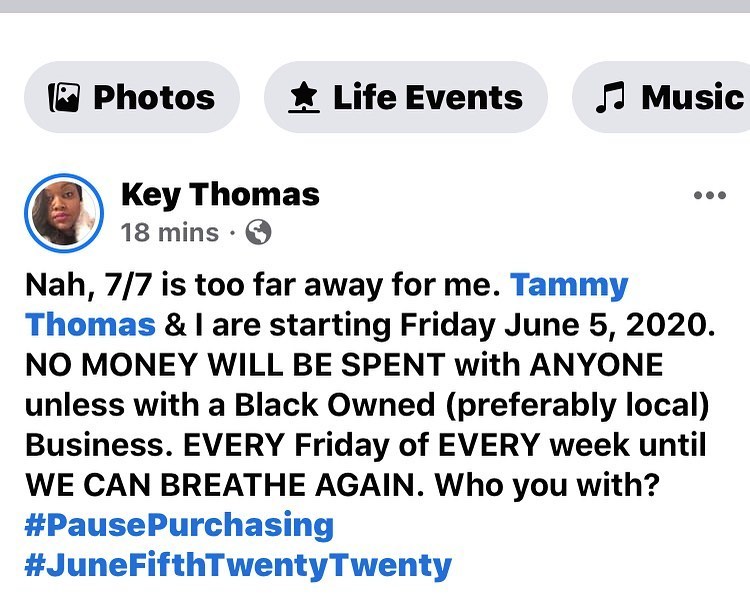 Photos Life Events Music
Key Thomas
18 mins ·
Nah, 7/7 is too far away for me. Tammy
Thomas & I are starting Friday June 5, 2020.
NO MONEY WILL BE SPENT with ANYONE
unless with a Black Owned (preferably local)
Business. EVERY Friday of EVERY week until
WE CAN BREATHE AGAIN. Who you with?
#PausePurchasing
#JuneFifthTwentyTwenty